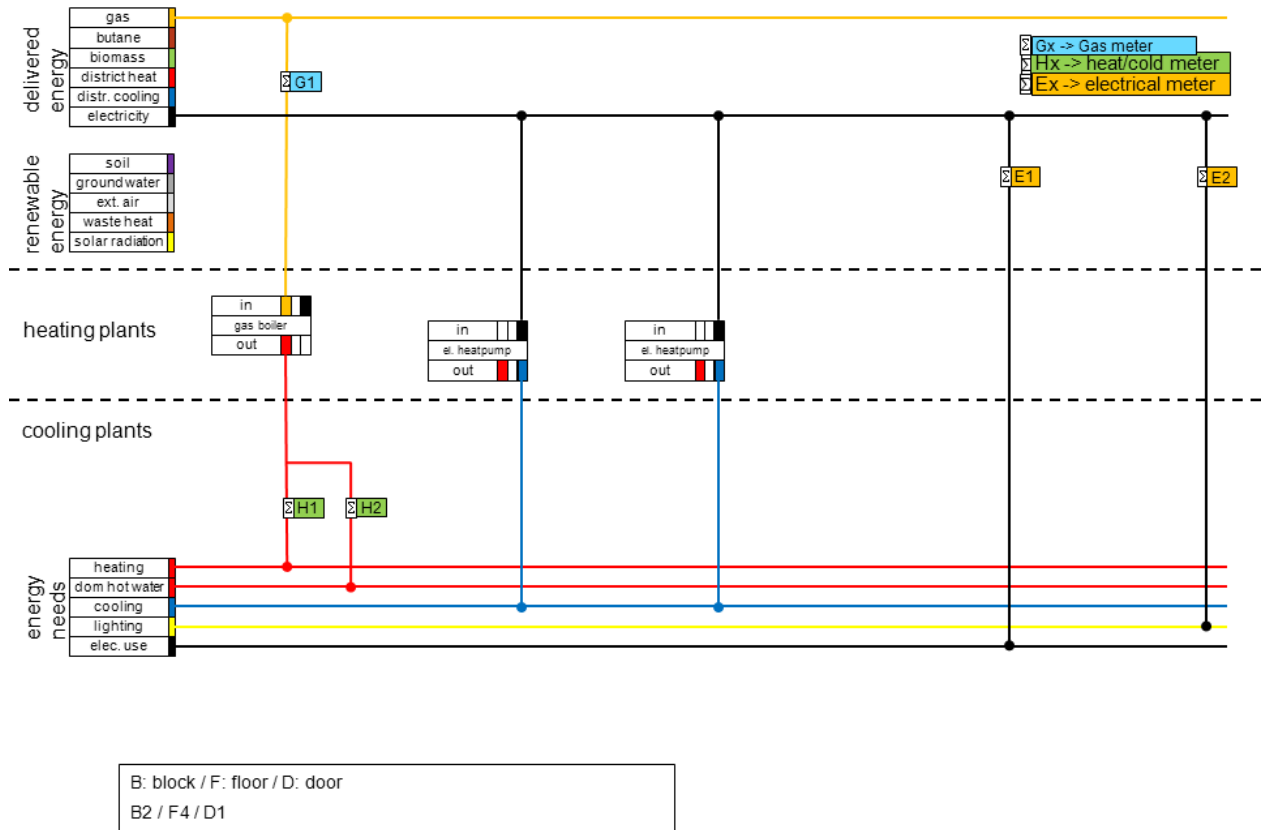 delivered energy
gas
butane
biomass
district heat
distr. cooling
electricity
Σ G1
Σ Gx -> Gas meter
Σ Hx -> heat/cold meter
Σ Ex -> electrical meter
renewable energy
soil
ground water
ext. air
waste heat
solar radiation
Σ E1
Σ E2
heating plants
in
gas boiler
out
in
el. heatpump
out
in
el. heatpump
out
cooling plants
Σ H1
Σ H2
energy needs
heating
dom hot water
cooling
lighting
elec. use
B: block / F: floor / D: door
B2 / F4 / D1